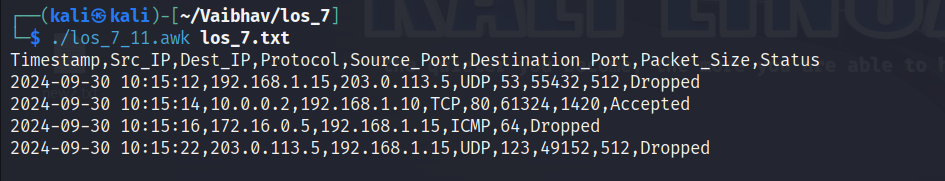 (kali㉿kali)-[~/Vaibhav/los_7]
$ ./los_7_11.awk los_7.txt
Timestamp,Src_IP,Dest_IP,Protocol,Source_Port,Destination_Port,Packet_Size,Status
2024-09-30 10:15:12,192.168.1.15,203.0.113.5,UDP,53,55432,512,Dropped
2024-09-30 10:15:14,10.0.0.2,192.168.1.10,TCP,80,61324,1420,Accepted
2024-09-30 10:15:16,172.16.0.5,192.168.1.15,ICMP,64,Dropped
2024-09-30 10:15:22,203.0.113.5,192.168.1.15,UDP,123,49152,512,Dropped